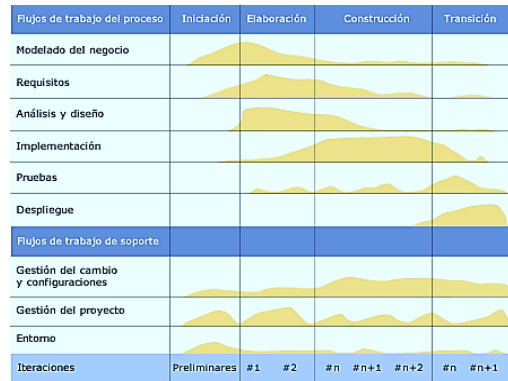 Flujos de trabajo del proceso Iniciación Elaboración Construcción Transición
Modelado del negocio
Requisitos
Análisis y diseño
Implementación
Pruebas
Despliegue
Flujos de trabajo de soporte
Gestión del cambio
y configuraciones
Gestión del proyecto
Entorno
Iteraciones Preliminares #1 #2 #n #n+1 #n+2 #n #n+1